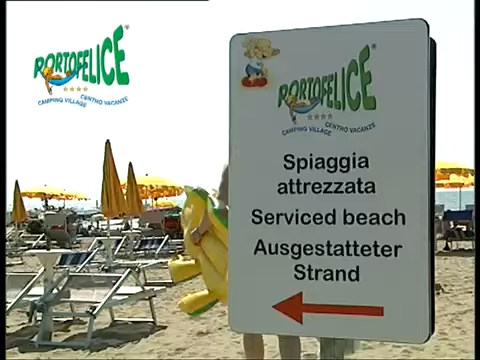 PORTOFELICE
CAMPING VILLAGE CENTRO VACANZE
PORTOFELICE
CAMPING VILLAGE CENTRO VACANZE
Spiaggia
attrezzata
Serviced beach
Ausgestatteter
Strand